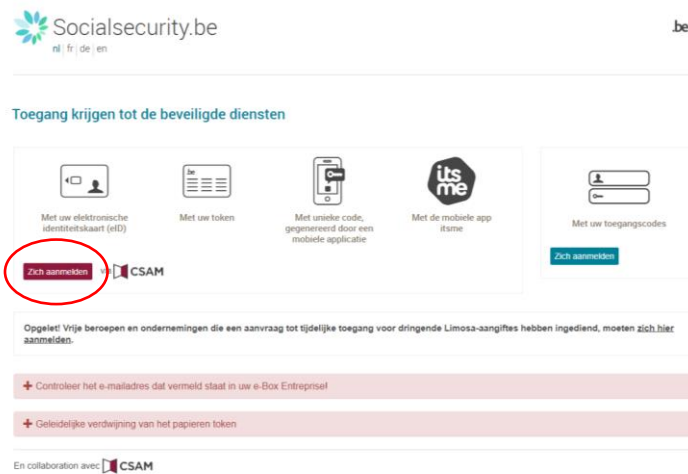 Socialsecurity.be
.be
nl | fr | de | en
Toegang krijgen tot de beveiligde diensten
.be
its
me
Met uw elektronische
identiteitskaart (eID)
Met uw token
Met unieke code,
gegenereerd door een
mobiele applicatie
Met de mobiele app
itsme
Met uw toegangscodes
Zich aanmelden
via CSAM
Zich aanmelden
Opgelet! Vrije beroepen en ondernemingen die een aanvraag tot tijdelijke toegang voor dringende Limosa-aangiftes hebben ingediend, moeten zich hier
aanmelden.
+ Controleer het e-mailadres dat vermeld staat in uw e-Box Entreprise!
+ Geleidelijke verdwijning van het papieren token
En collaboration avec CSAM